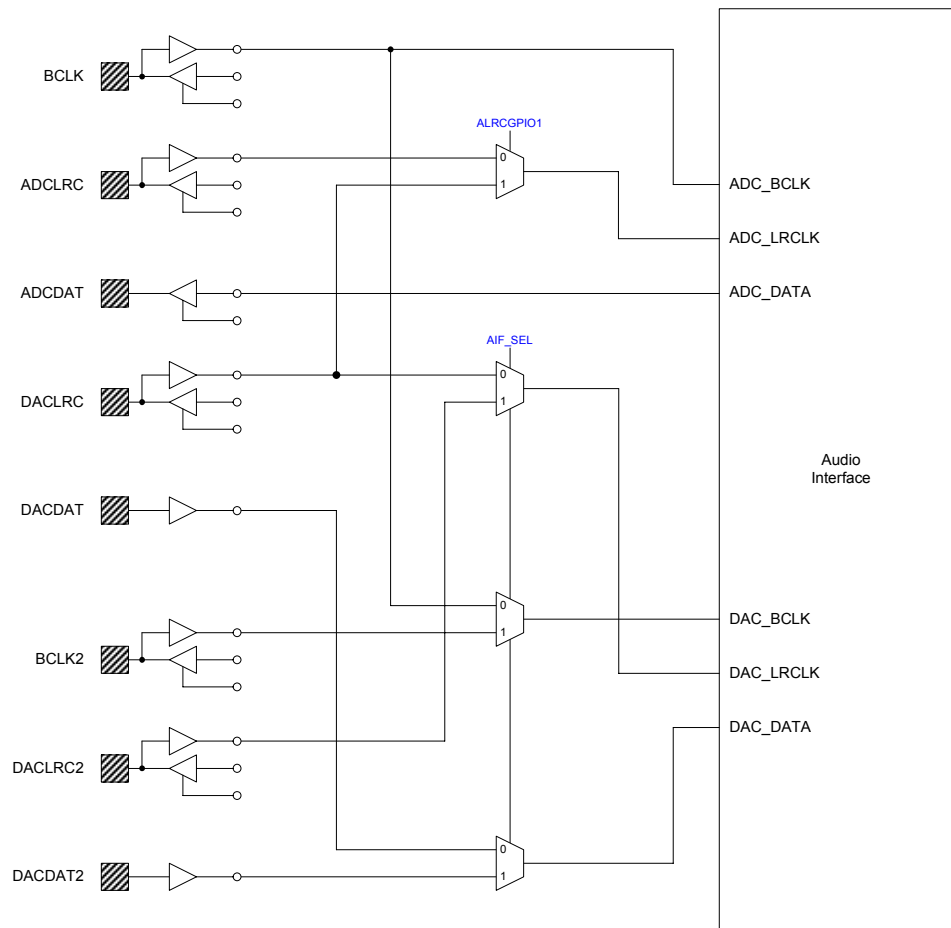 BCLK
ALRCGPIO1
0
ADCLRC
1
ADC_BCLK
ADC_LRCLK
ADCDAT
ADC_DATA
AIF_SEL
0
DACLRC
1
Audio
Interface
DACDAT
0
DAC_BCLK
1
BCLK2
DAC_LRCLK
DAC_DATA
DACLRC2
0
DACDAT2
1